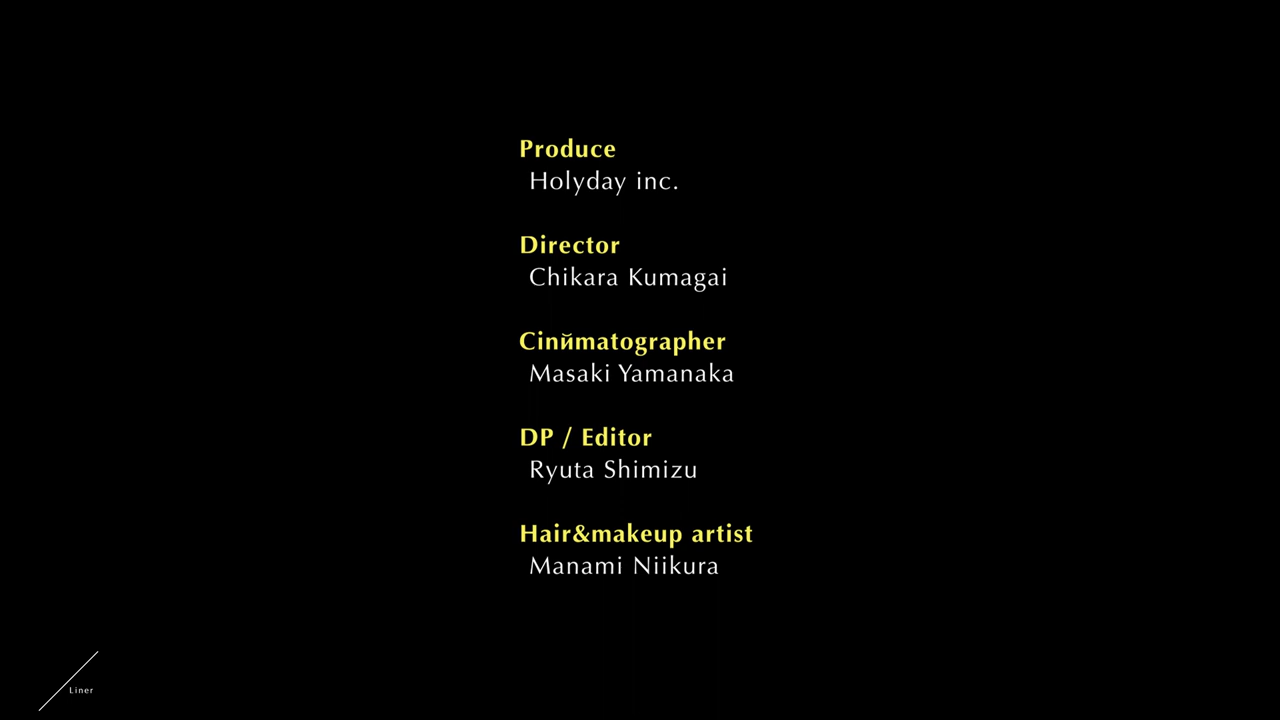 Produce
Holyday inc.
Director
Chikara Kumagai
Cinйmatographer
Masaki Yamanaka
DP / Editor
Ryuta Shimizu
Hair&makeup artist
Manami Niikura
Liner